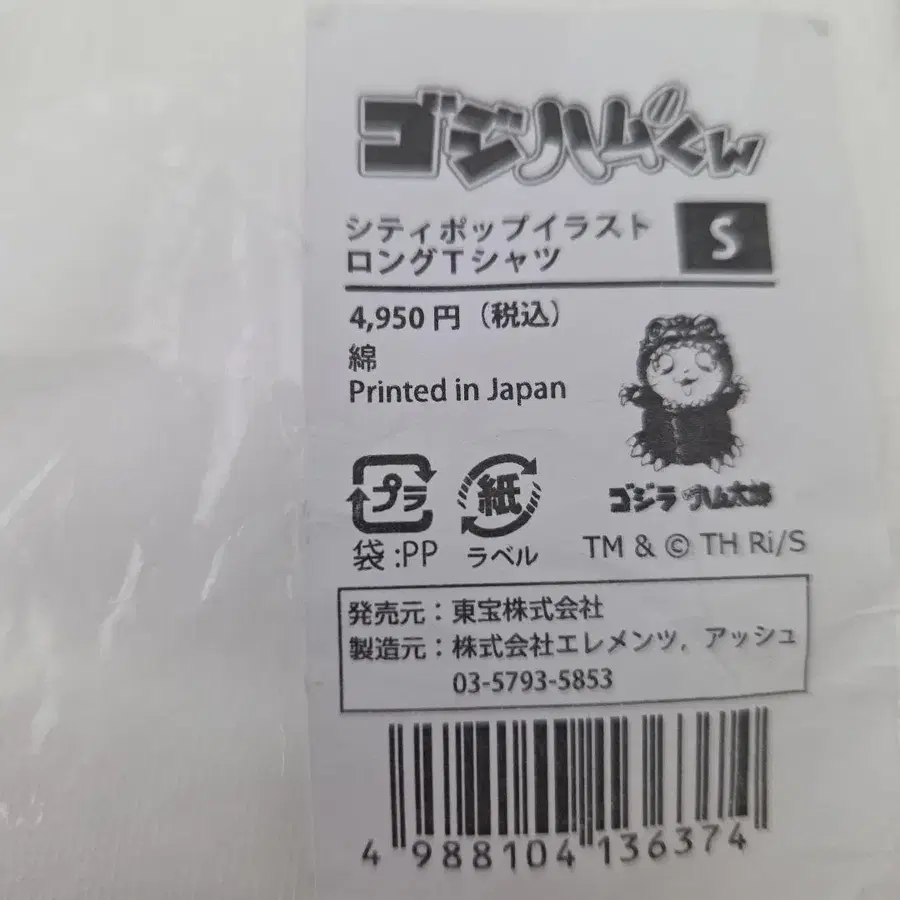 ゴジハムくん
シティポップイラスト
ロングTシャツ
S
4,950 円（税込）
綿
Printed in Japan
プラ
紙
袋 :PP
ラベル
ゴジラ ハム太郎
TM & © TH Ri/S
発売元：東宝株式会社
製造元：株式会社エレメンツ，アッシュ
03-5793-5853
4 988104 136374